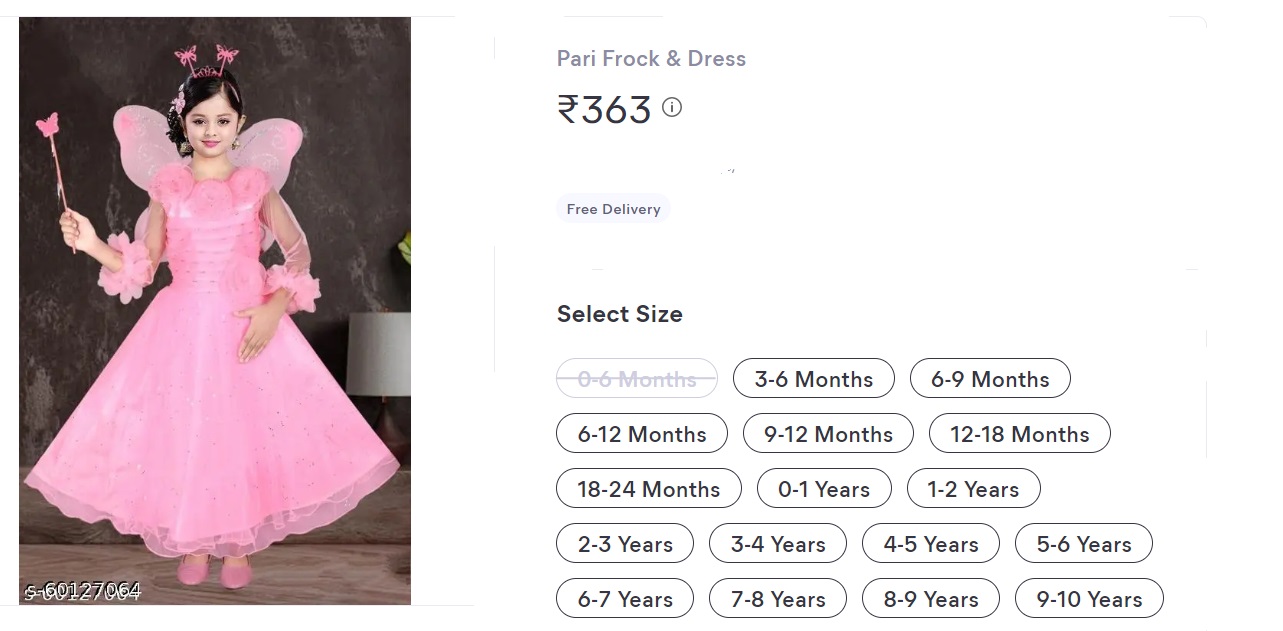 Pari Frock & Dress
₹363
Free Delivery
Select Size
0-6 Months 3-6 Months 6-9 Months
6-12 Months 9-12 Months 12-18 Months
18-24 Months 0-1 Years 1-2 Years
2-3 Years 3-4 Years 4-5 Years 5-6 Years
6-7 Years 7-8 Years 8-9 Years 9-10 Years
s-60127064